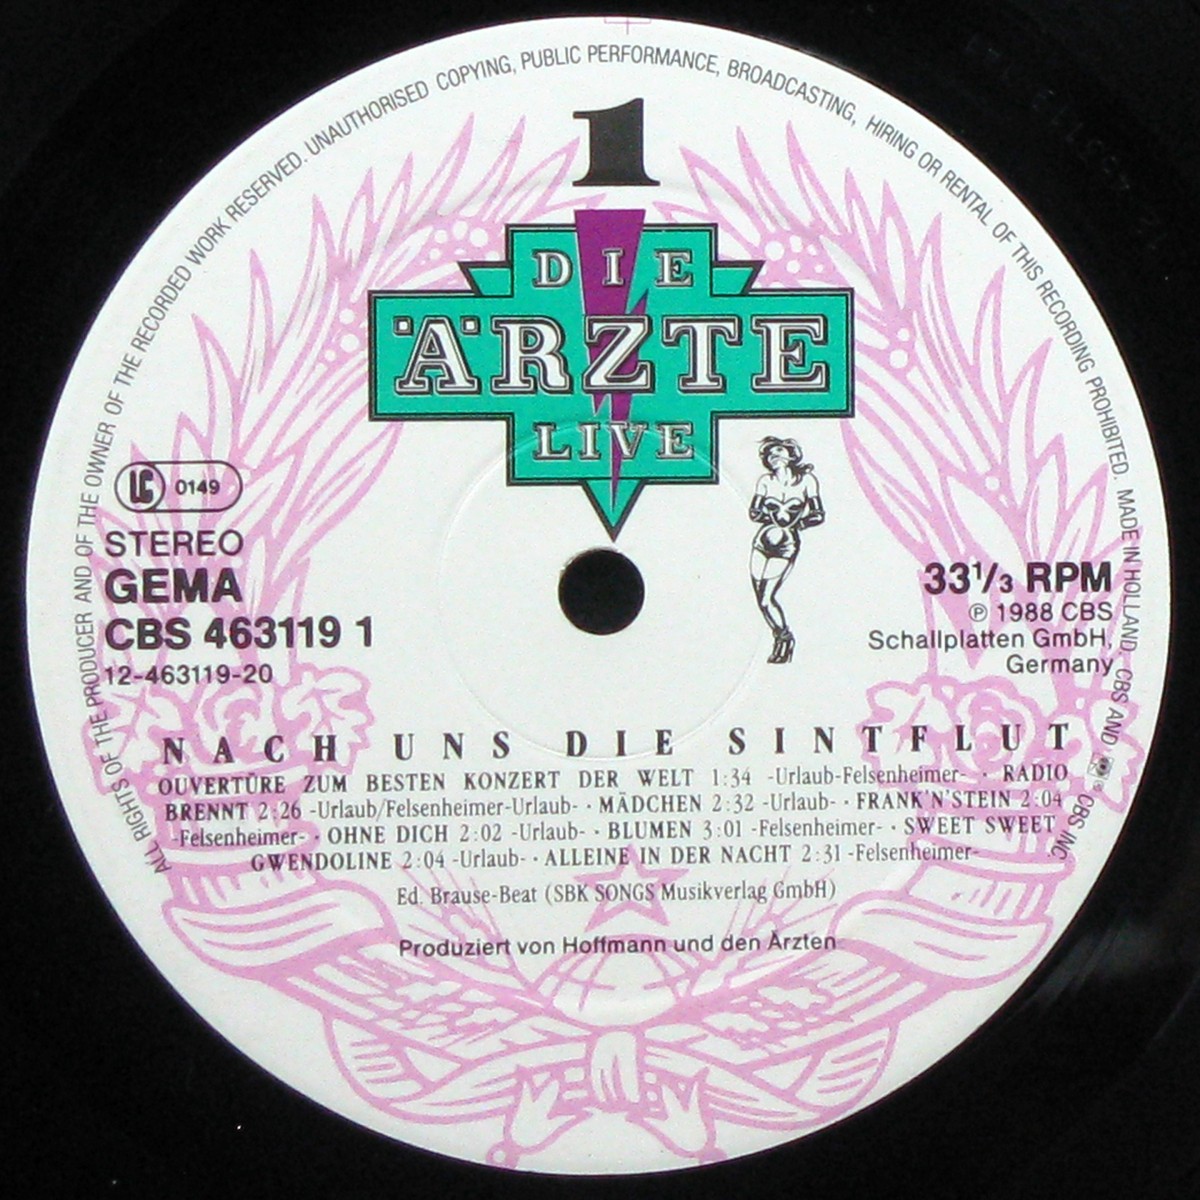 ALL RIGHTS OF THE PRODUCER AND OF THE OWNER OF THE RECORDED WORK RESERVED. UNAUTHORISED COPYING, PUBLIC PERFORMANCE, BROADCASTING, HIRING OR RENTAL OF THIS RECORDING PROHIBITED. MADE IN HOLLAND. CBS AND CBS INC
1
DIE
ÄRZTE
LIVE
LC 0149
STEREO
GEMA
CBS 463119 1
12-463119-20
33 1/3 RPM
℗ 1988 CBS
Schallplatten GmbH,
Germany
NACH UNS DIE SINTFLUT
OUVERTÜRE ZUM BESTEN KONZERT DER WELT 1:34 -Urlaub-Felsenheimer- · RADIO
BRENNT 2:26 -Urlaub/Felsenheimer-Urlaub- · MÄDCHEN 2:32 -Urlaub- · FRANK'N'STEIN 2:04
-Felsenheimer- · OHNE DICH 2:02 -Urlaub- · BLUMEN 3:01 -Felsenheimer- · SWEET SWEET
GWENDOLINE 2:04 -Urlaub- · ALLEINE IN DER NACHT 2:31 -Felsenheimer-
Ed. Brause-Beat (SBK SONGS Musikverlag GmbH)
Produziert von Hoffmann und den Ärzten